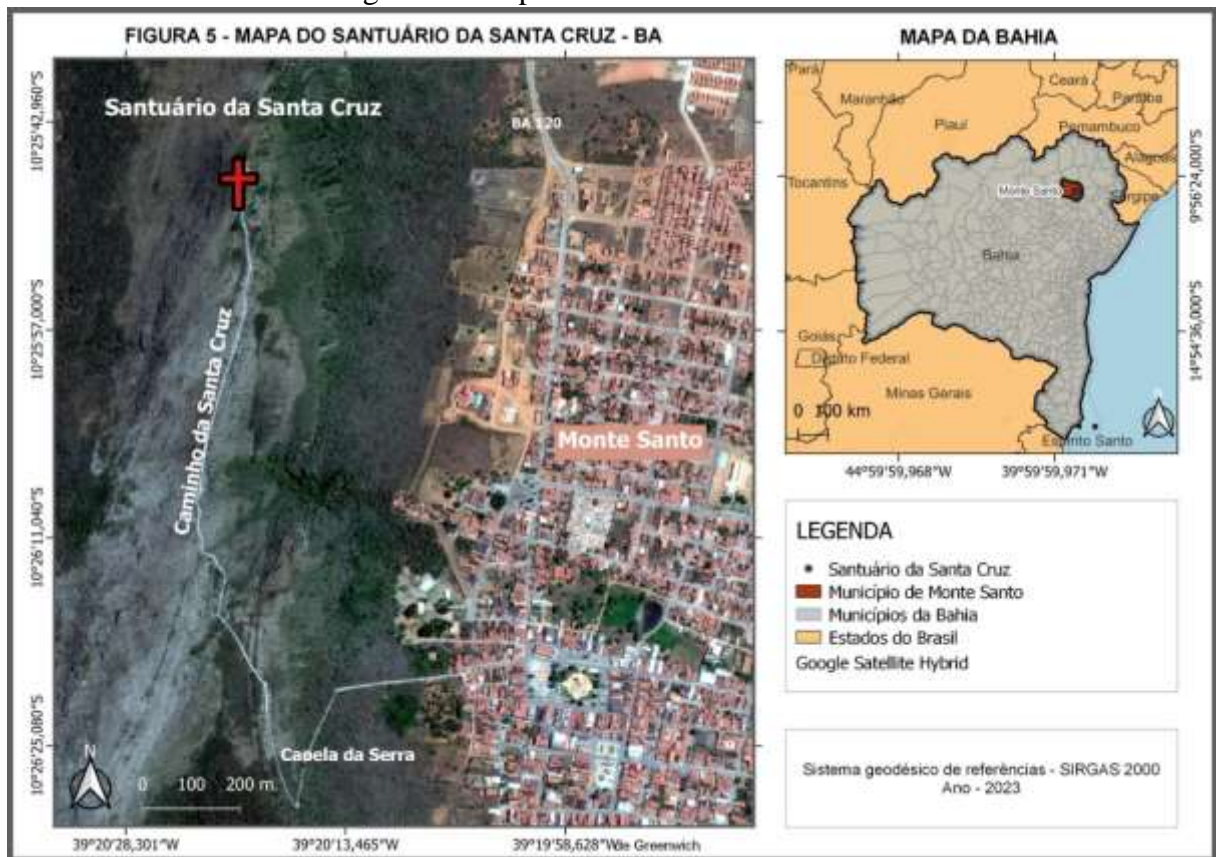 FIGURA 5 - MAPA DO SANTUÁRIO DA SANTA CRUZ - BA
Santuário da Santa Cruz
BA 120
Caminho da Santa Cruz
Monte Santo
Capela da Serra
N
0 100 200 m
10°25'42,960"S
10°25'57,000"S
10°26'11,040"S
10°26'25,080"S
39°20'28,301"W
39°20'13,465"W
39°19'58,628"W de Greenwich
MAPA DA BAHIA
Pará
Maranhão
Ceará
Paraíba
Piauí
Pernambuco
Alagoas
Tocantins
Monte Santo
Sergipe
Bahia
Goiás
Distrito Federal
Minas Gerais
0 100 km
Espírito Santo
9°56'24,000"S
14°54'36,000"S
44°59'59,968"W
39°59'59,971"W
LEGENDA
Santuário da Santa Cruz
Município de Monte Santo
Municípios da Bahia
Estados do Brasil
Google Satellite Hybrid
Sistema geodésico de referências - SIRGAS 2000
Ano - 2023